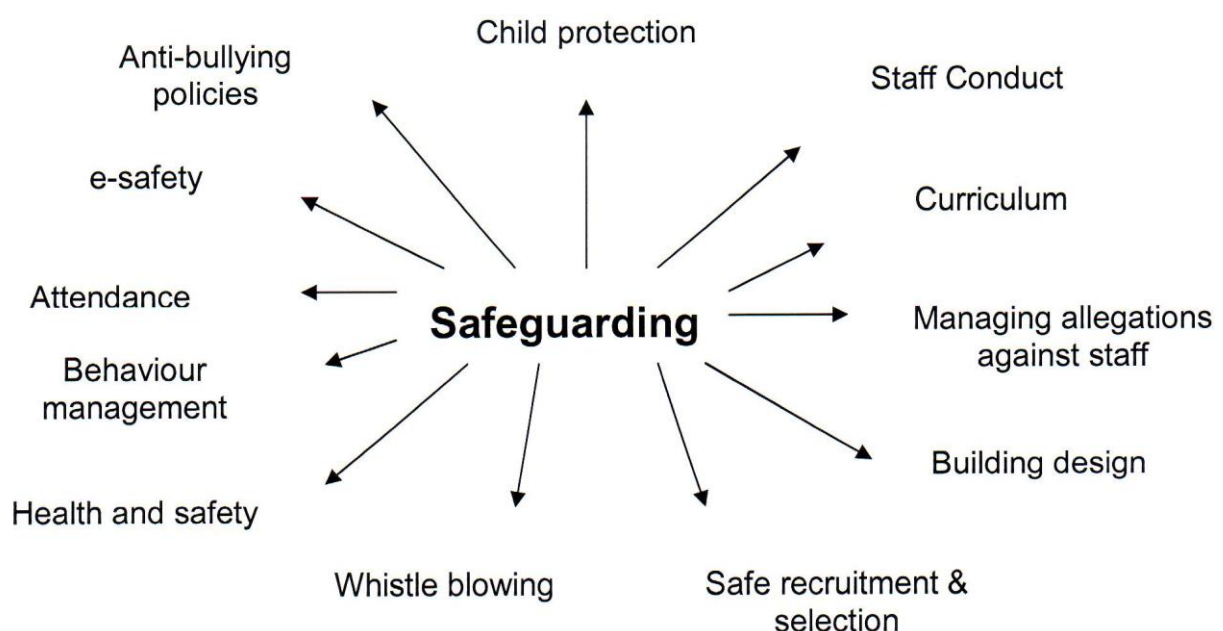 Child protection
Anti-bullying
policies
Staff Conduct
e-safety
Curriculum
Attendance
Safeguarding
Managing allegations
against staff
Behaviour
management
Building design
Health and safety
Whistle blowing
Safe recruitment &
selection